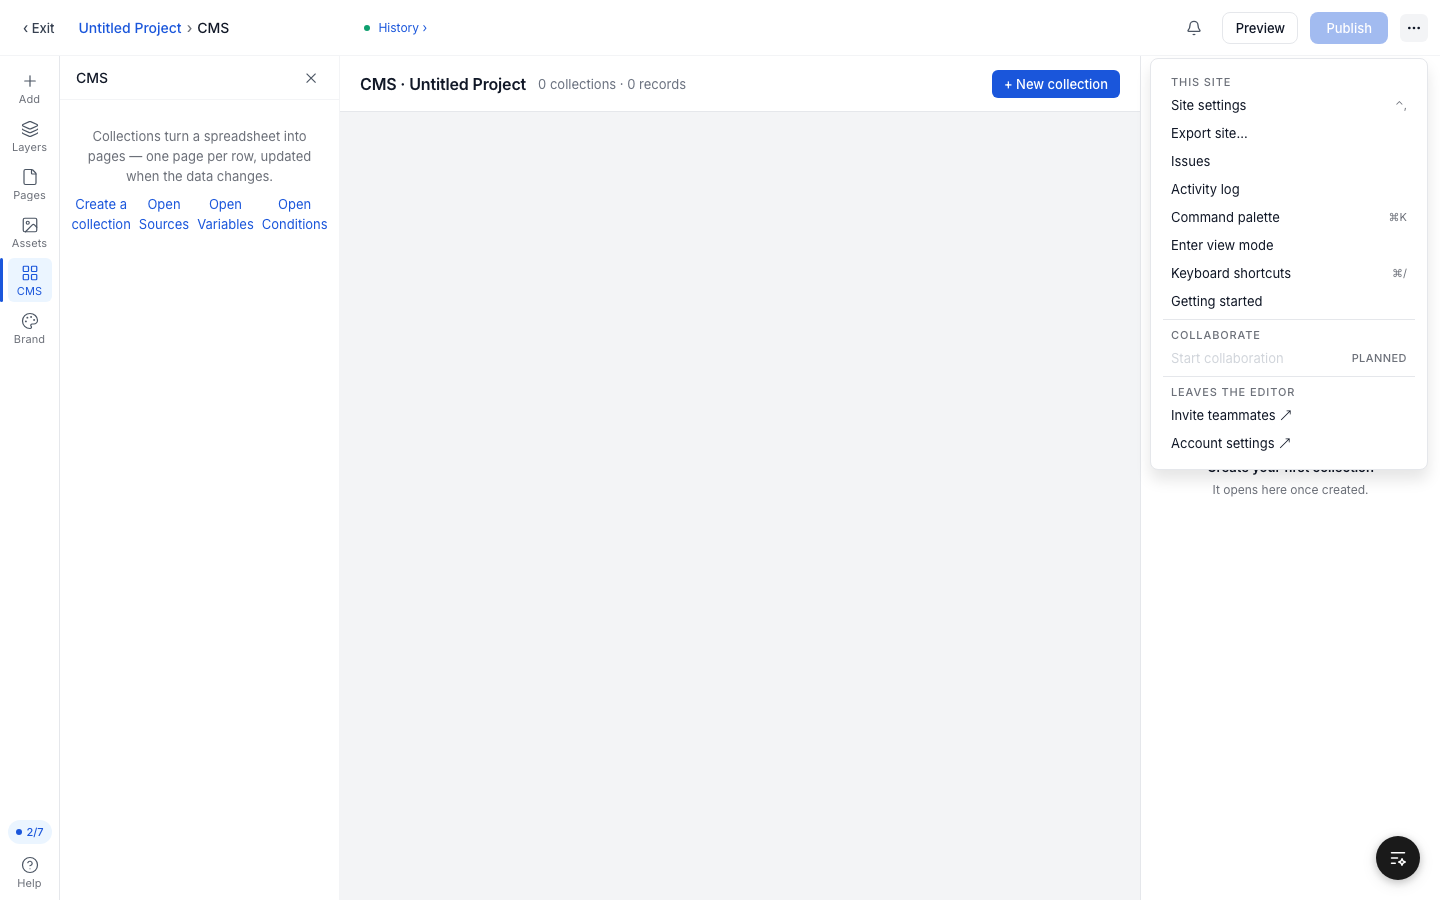 ‹ Exit
Untitled Project › CMS
History ›
Preview
Publish
Add
Layers
Pages
Assets
CMS
Brand
2/7
Help
CMS
Collections turn a spreadsheet into
pages — one page per row, updated
when the data changes.
Create a collection
Open Sources
Open Variables
Open Conditions
CMS · Untitled Project
0 collections · 0 records
+ New collection
THIS SITE
Site settings ⌃,
Export site...
Issues
Activity log
Command palette ⌘K
Enter view mode
Keyboard shortcuts ⌘/
Getting started
COLLABORATE
Start collaboration PLANNED
LEAVES THE EDITOR
Invite teammates ↗
Account settings ↗
Create your first collection
It opens here once created.